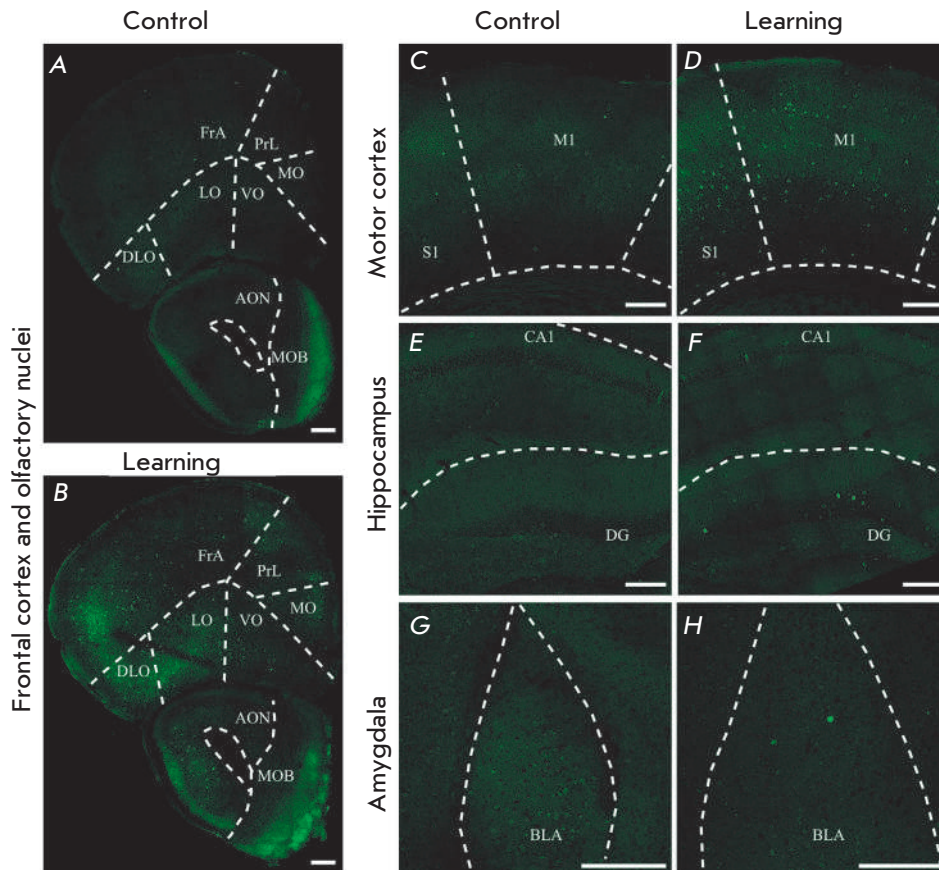 Control
A
FrA
PrL
MO
LO
VO
DLO
AON
MOB
Learning
B
FrA
PrL
MO
LO
VO
DLO
AON
MOB
Frontal cortex and olfactory nuclei
Control
Learning
Motor cortex
C
M1
S1
D
M1
S1
Hippocampus
E
CA1
DG
F
CA1
DG
Amygdala
G
BLA
H
BLA